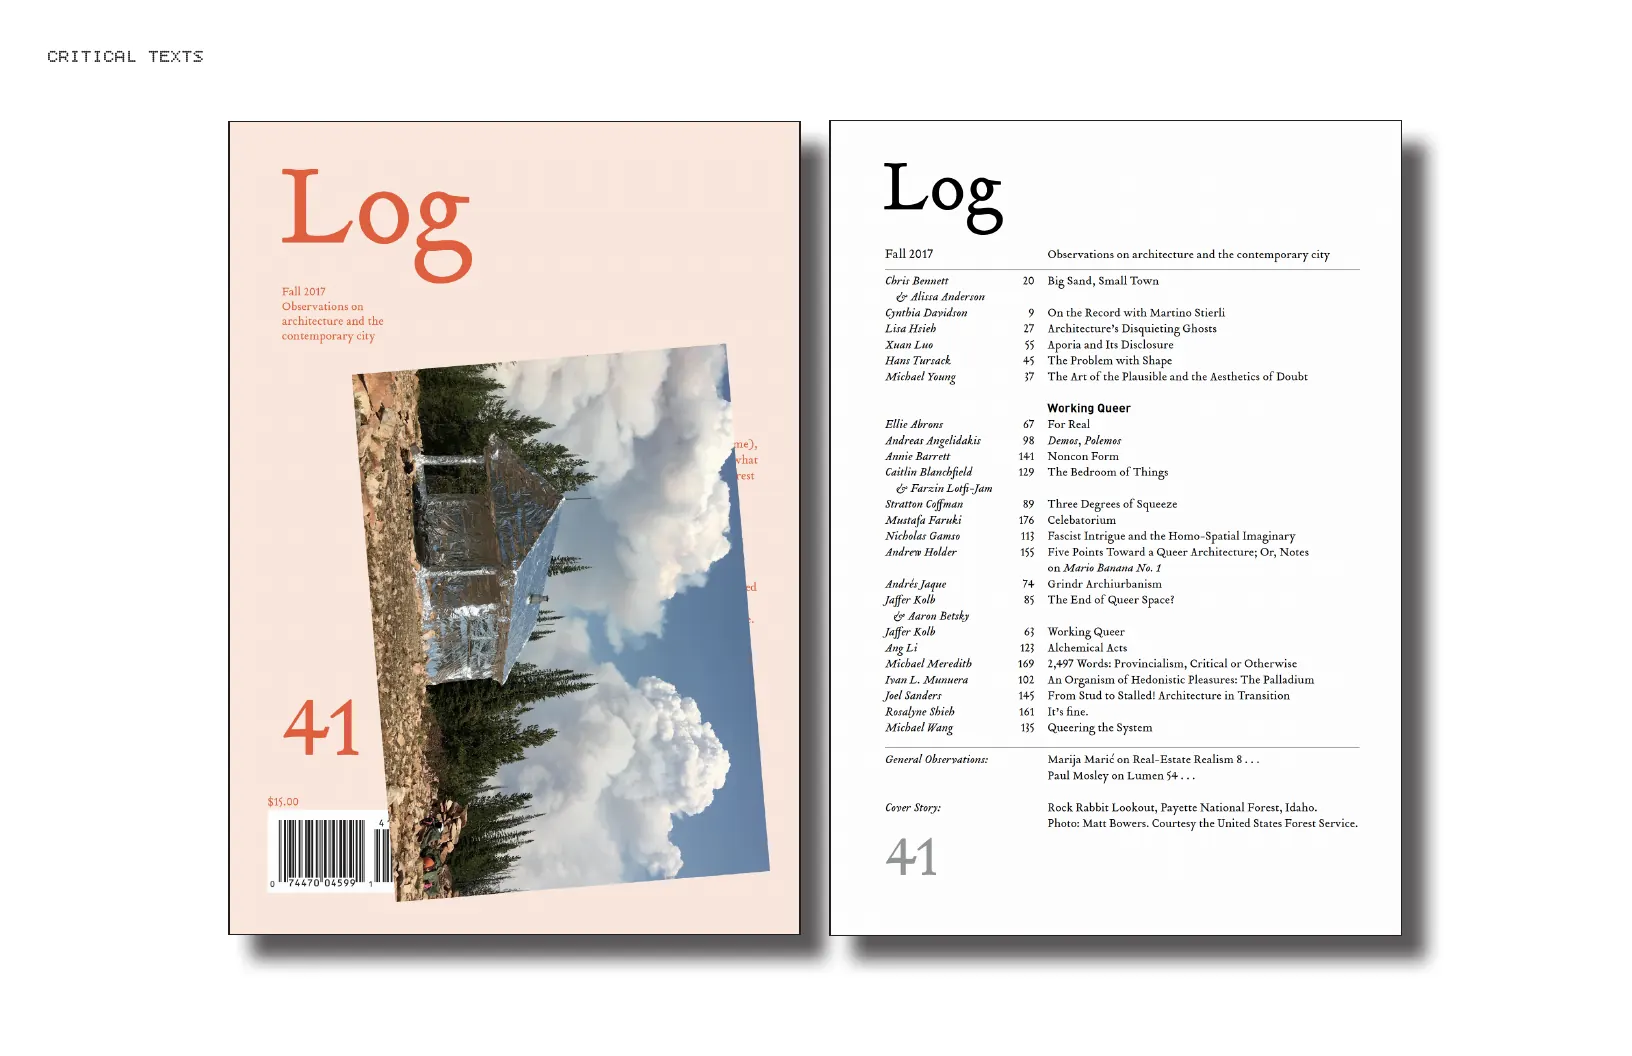 CRITICAL TEXTS
Log
Fall 2017
Observations on
architecture and the
contemporary city
me),
what
rest
ed
41
$15.00
4
0 74470 04599 1
Log
Fall 2017 Observations on architecture and the contemporary city
Chris Bennett 20 Big Sand, Small Town
& Alissa Anderson
Cynthia Davidson 9 On the Record with Martino Stierli
Lisa Hsieh 27 Architecture's Disquieting Ghosts
Xuan Luo 55 Aporia and Its Disclosure
Hans Tursack 45 The Problem with Shape
Michael Young 37 The Art of the Plausible and the Aesthetics of Doubt
Working Queer
Ellie Abrons 67 For Real
Andreas Angelidakis 98 Demos, Polemos
Annie Barrett 141 Noncon Form
Caitlin Blanchfield 129 The Bedroom of Things
& Farzin Lotfi-Jam
Stratton Coffman 89 Three Degrees of Squeeze
Mustafa Faruki 176 Celebatorium
Nicholas Gamso 113 Fascist Intrigue and the Homo-Spatial Imaginary
Andrew Holder 155 Five Points Toward a Queer Architecture; Or, Notes
on Mario Banana No. 1
Andrés Jaque 74 Grindr Archiurbanism
Jaffer Kolb 85 The End of Queer Space?
& Aaron Betsky
Jaffer Kolb 63 Working Queer
Ang Li 123 Alchemical Acts
Michael Meredith 169 2,497 Words: Provincialism, Critical or Otherwise
Ivan L. Munuera 102 An Organism of Hedonistic Pleasures: The Palladium
Joel Sanders 145 From Stud to Stalled! Architecture in Transition
Rosalyne Shieh 161 It's fine.
Michael Wang 135 Queering the System
General Observations: Marija Marić on Real-Estate Realism 8 . . .
Paul Mosley on Lumen 54 . . .
Cover Story: Rock Rabbit Lookout, Payette National Forest, Idaho.
Photo: Matt Bowers. Courtesy the United States Forest Service.
41